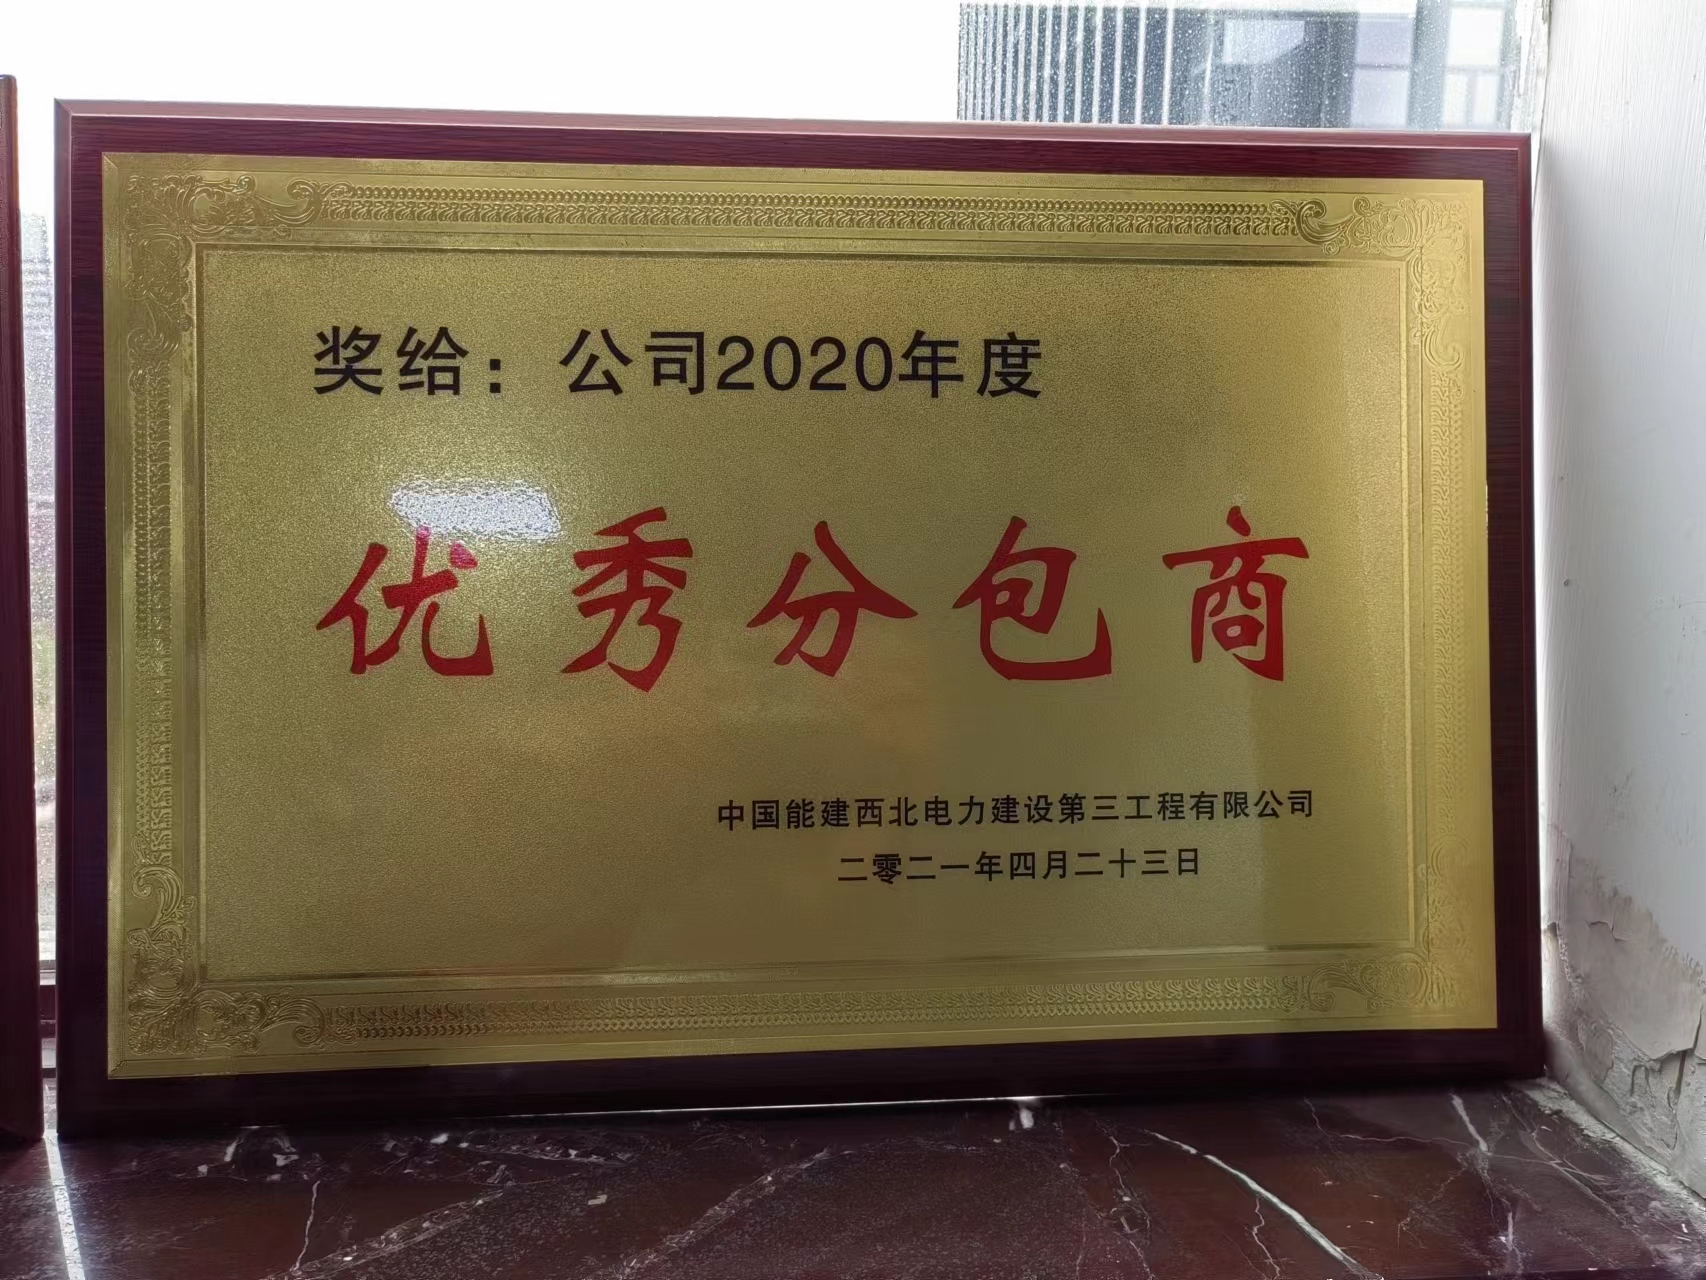 奖给：公司2020年度
优秀分包商
中国能建西北电力建设第三工程有限公司
二零二一年四月二十三日